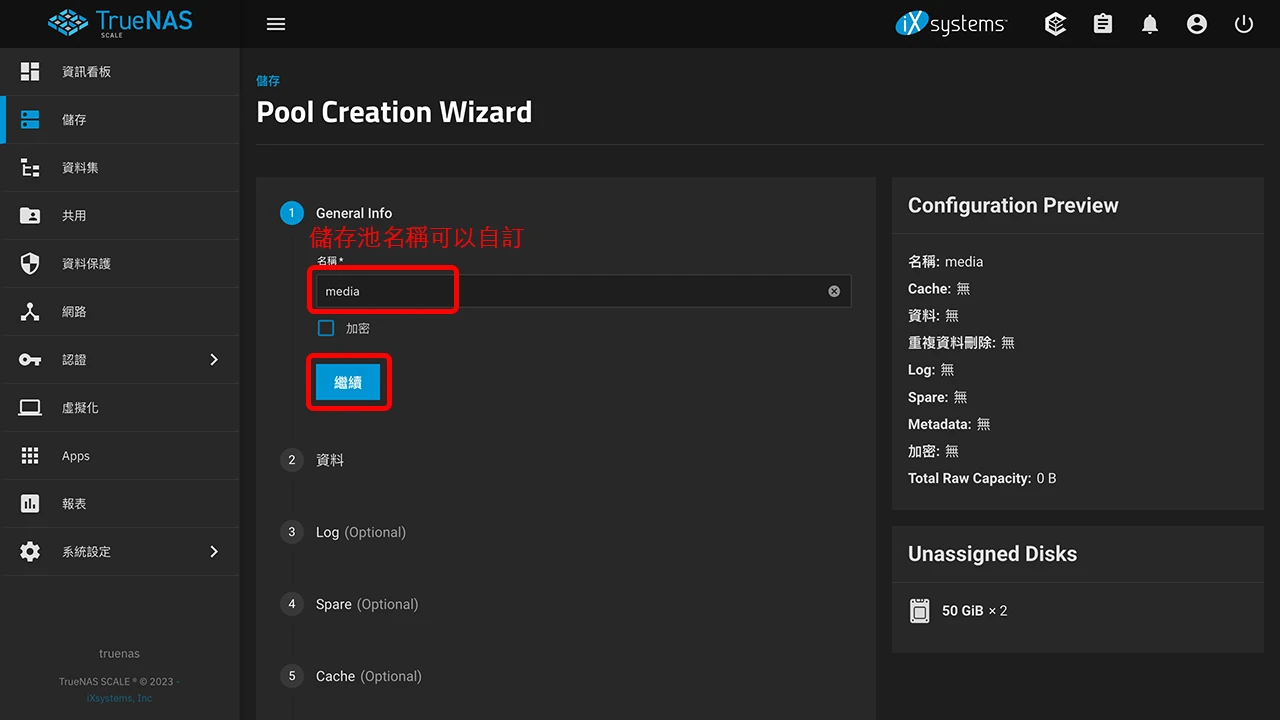 TrueNAS
SCALE
iXsystems
資訊看板
儲存
資料集
共用
資料保護
網路
認證
虛擬化
Apps
報表
系統設定
truenas
TrueNAS SCALE ® © 2023 -
iXsystems, Inc
儲存
Pool Creation Wizard
1 General Info
儲存池名稱可以自訂
名稱 *
media
加密
繼續
2 資料
3 Log (Optional)
4 Spare (Optional)
5 Cache (Optional)
Configuration Preview
名稱: media
Cache: 無
資料: 無
重複資料刪除: 無
Log: 無
Spare: 無
Metadata: 無
加密: 無
Total Raw Capacity: 0 B
Unassigned Disks
50 GiB × 2